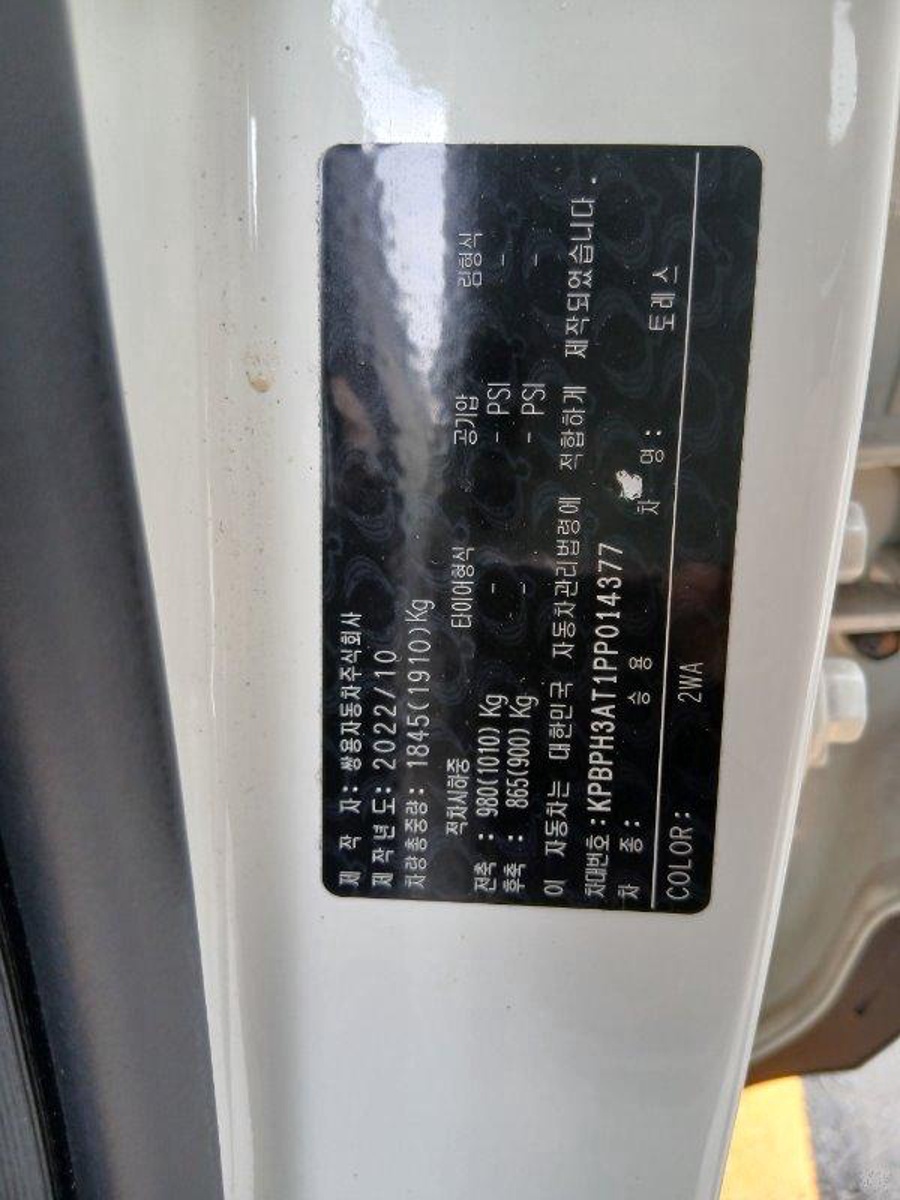 제 작 자: 쌍용자동차주식회사
제작년도: 2022/10
차량총중량: 1845(1910)Kg
적차시하중 타이어형식 공기압 림형식
전축 : 980(1010) Kg - - PSI -
후축 : 865(900) Kg - - PSI -
이 자동차는 대한민국 자동차관리법령에 적합하게 제작되었습니다.
차대번호: KPBPH3AT1PP014377
차 종: 승 용 차 명: 토레스
COLOR: 2WA